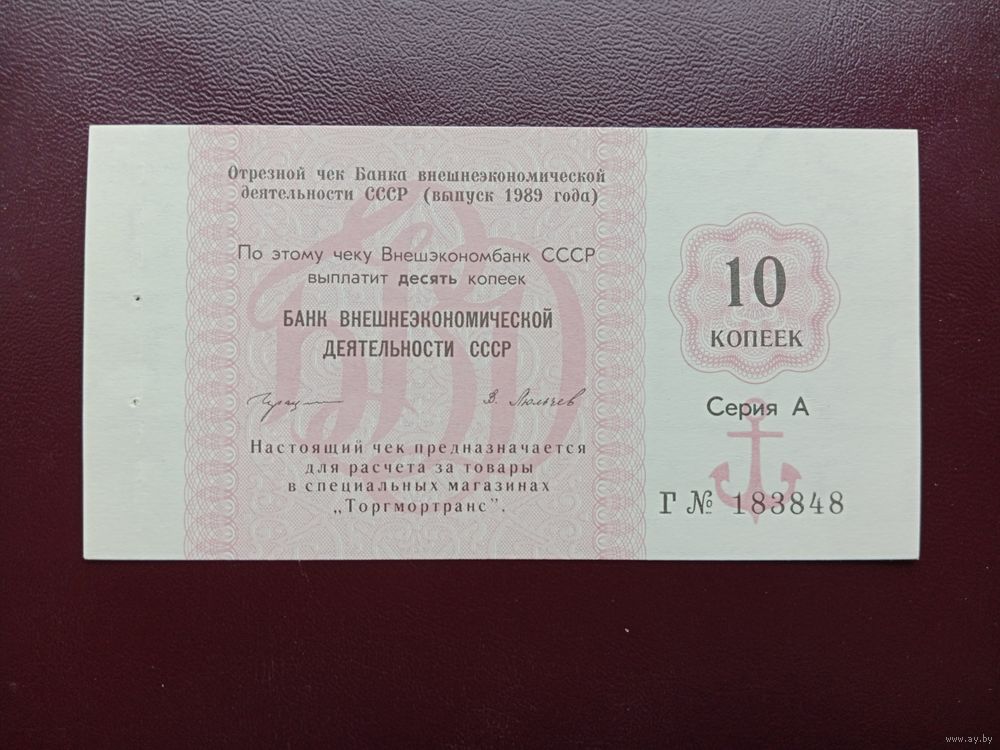 Отрезной чек Банка внешнеэкономической
деятельности СССР (выпуск 1989 года)
По этому чеку Внешэкономбанк СССР
выплатит десять копеек
БАНК ВНЕШНЕЭКОНОМИЧЕСКОЙ
ДЕЯТЕЛЬНОСТИ СССР
Настоящий чек предназначается
для расчета за товары
в специальных магазинах
„Торгмортранс”.
10
КОПЕЕК
Серия А
Г № 183848
www.ay.by